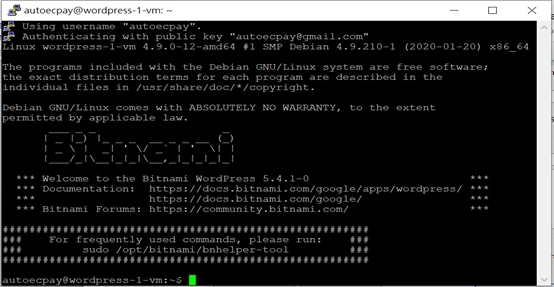 autoecpay@wordpress-1-vm: ~
Using username "autoecpay".
Authenticating with public key "autoecpay@gmail.com"
Linux wordpress-1-vm 4.9.0-12-amd64 #1 SMP Debian 4.9.210-1 (2020-01-20) x86_64
The programs included with the Debian GNU/Linux system are free software;
the exact distribution terms for each program are described in the
individual files in /usr/share/doc/*/copyright.
Debian GNU/Linux comes with ABSOLUTELY NO WARRANTY, to the extent
permitted by applicable law.
Bitnami
*** Welcome to the Bitnami WordPress 5.4.1-0 ***
*** Documentation: https://docs.bitnami.com/google/apps/wordpress/ ***
*** https://docs.bitnami.com/google/ ***
*** Bitnami Forums: https://community.bitnami.com/ ***
#######################################################
### For frequently used commands, please run: ###
### sudo /opt/bitnami/bnhelper-tool ###
#######################################################
autoecpay@wordpress-1-vm:~$